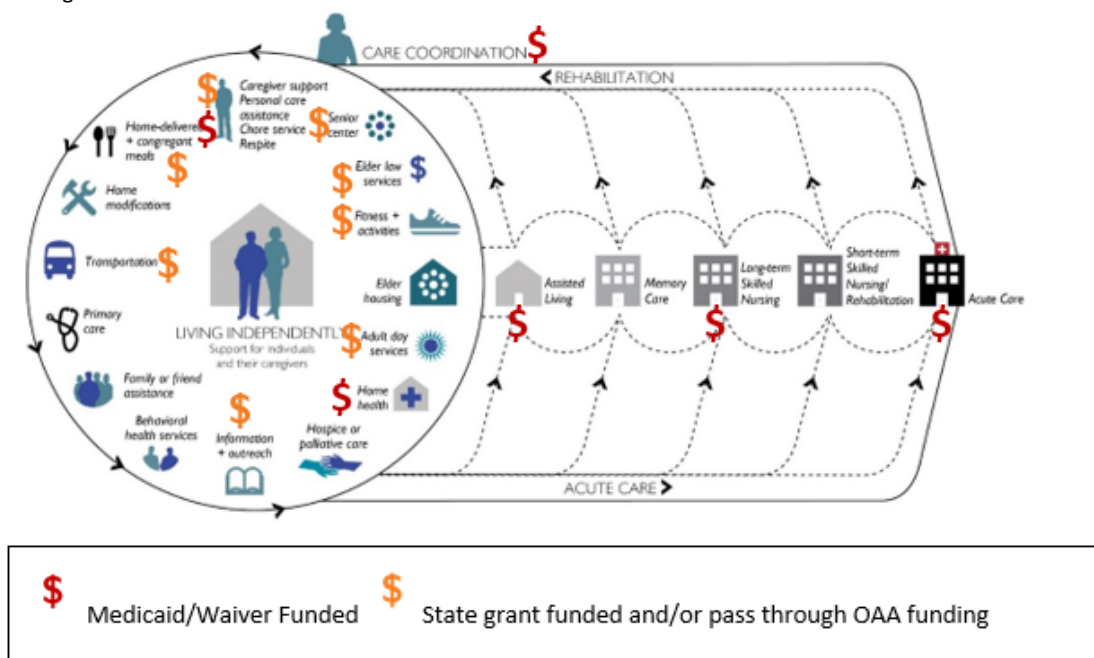 CARE COORDINATION $
< REHABILITATION
$
Caregiver support
Personal care
assistance
Chore service
Respite
$
$
Senior
center
Home-delivered
+ congregant
meals
$
$
Elder law
services
$
Home
modifications
$
Fitness +
activities
Transportation
$
Elder
housing
Assisted
Living
Memory
Care
Long-term
Skilled
Nursing
Short-term
Skilled
Nursing/
Rehabilitation
Acute Care
$
$
$
Primary
care
LIVING INDEPENDENTLY
Support for individuals
and their caregivers
$
Adult day
services
Family or friend
assistance
$
Home
health
Behavioral
health services
$
Information
+ outreach
Hospice or
palliative care
ACUTE CARE >
$ Medicaid/Waiver Funded $ State grant funded and/or pass through OAA funding